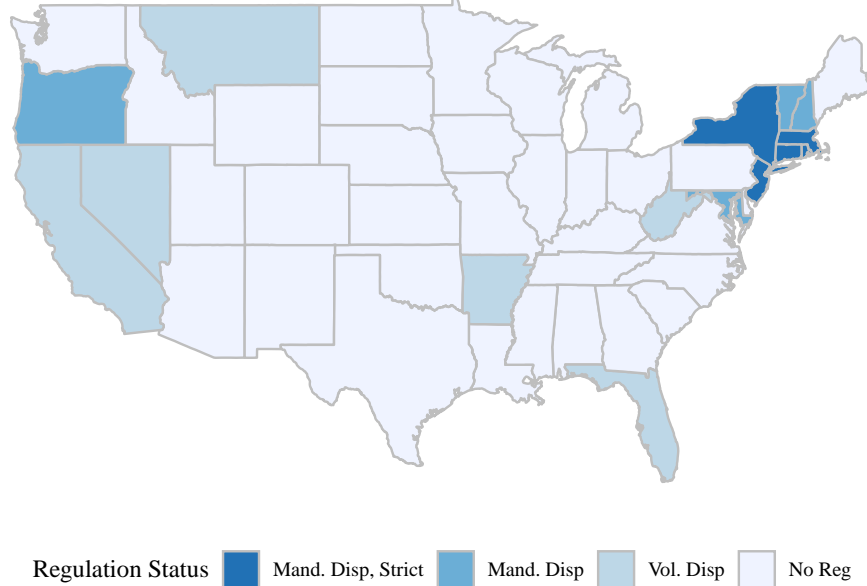 Regulation Status Mand. Disp, Strict Mand. Disp Vol. Disp No Reg